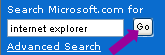 Search Microsoft.com for
internet explorer Go
Advanced Search